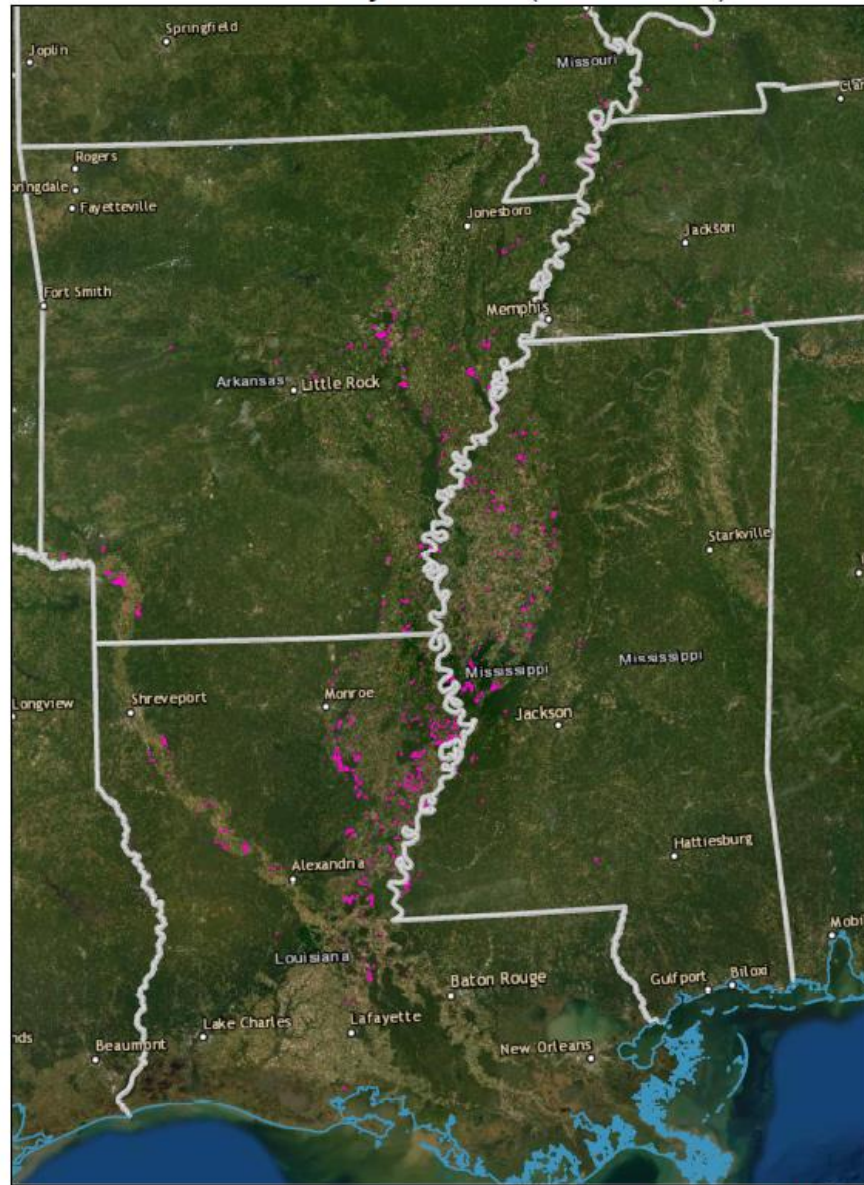 Springfield
Joplin
Missouri
Rogers
Fayetteville
Jonesboro
Jackson
Fort Smith
Memphis
Arkansas
Little Rock
Starkville
Mississippi
Mississippi
Longview
Shreveport
Monroe
Jackson
Hattiesburg
Alexandria
Louisiana
Baton Rouge
Gulfport
Biloxi
Mobi
Lake Charles
Lafayette
Beaumont
New Orleans